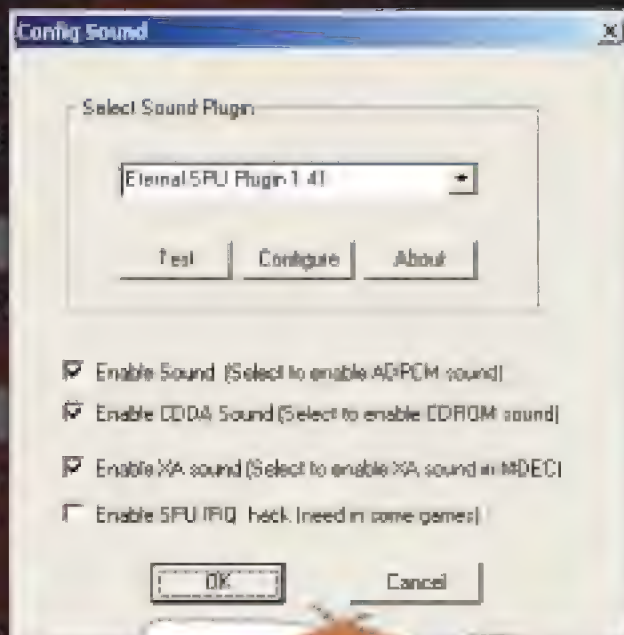 Config Sound
Select Sound Plugin
Eternal SPU Plugin 1.41
Test
Configure
About
Enable Sound (Select to enable ADPCM sound)
Enable CDDA Sound (Select to enable CDROM sound)
Enable XA sound (Select to enable XA sound in MDEC)
Enable SPU IRQ hack (need in some games)
OK
Cancel